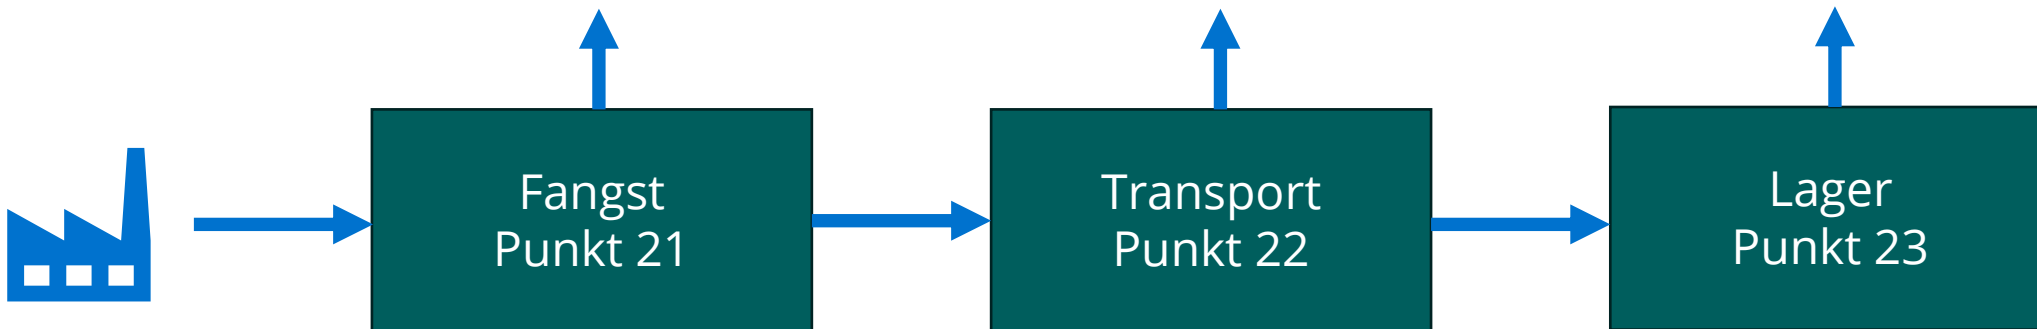 Fangst
Punkt 21
Transport
Punkt 22
Lager
Punkt 23